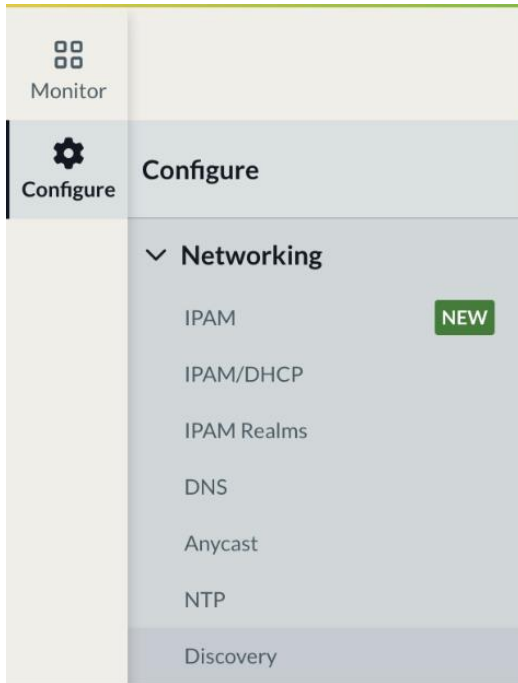 Monitor
Configure
Configure
Networking
IPAM NEW
IPAM/DHCP
IPAM Realms
DNS
Anycast
NTP
Discovery